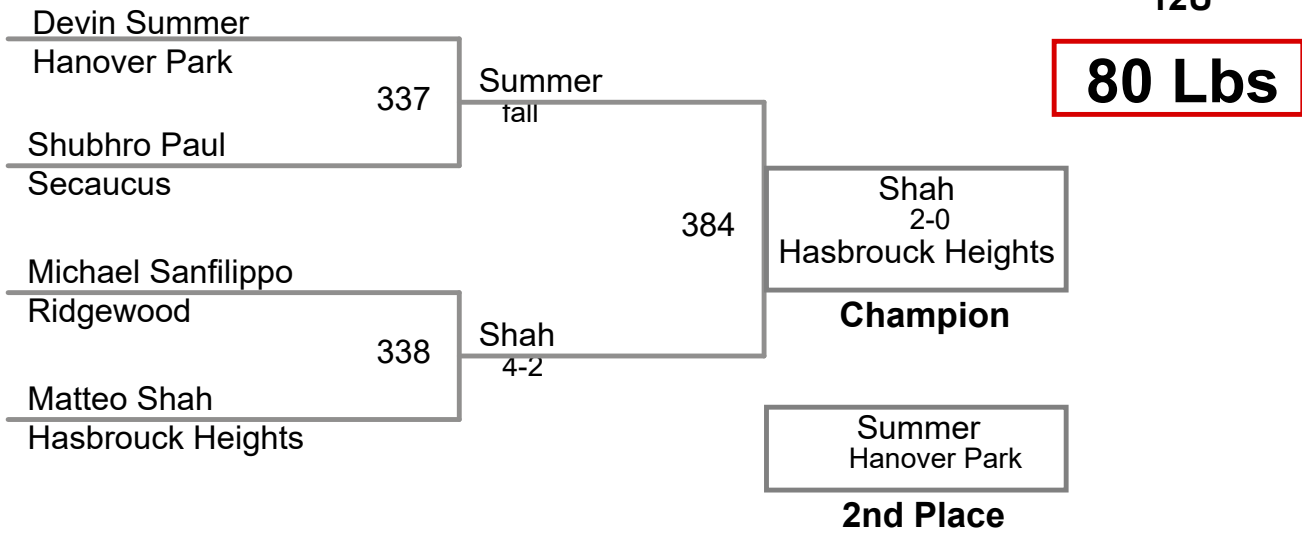 12U
80 Lbs
Devin Summer
Hanover Park
337
Summer
fall
Shubhro Paul
Secaucus
384
Shah
2-0
Hasbrouck Heights
Champion
Michael Sanfilippo
Ridgewood
338
Shah
4-2
Matteo Shah
Hasbrouck Heights
Summer
Hanover Park
2nd Place